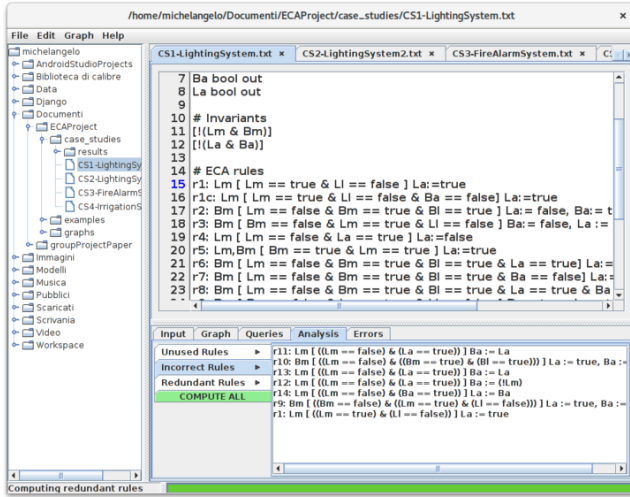 /home/michelangelo/Documenti/ECAProject/case_studies/CS1-LightingSystem.txt ×
File Edit Graph Help
michelangelo
AndroidStudioProjects
Biblioteca di calibre
Data
Django
Documenti
ECAProject
case_studies
results
CS1-LightingSy
CS2-LightingSy
CS3-FireAlarmS
CS4-IrrigationS
examples
graphs
groupProjectPaper
Immagini
Modelli
Musica
Pubblici
Scaricati
Scrivania
Video
Workspace
CS1-LightingSystem.txt × CS2-LightingSystem2.txt × CS3-FireAlarmSystem.txt ×
7 Ba bool out
8 La bool out
9
10 # Invariants
11 [!(Lm & Bm)]
12 [!(La & Ba)]
13
14 # ECA rules
15 r1: Lm [ Lm == true & Ll == false ] La:=true
16 r1c: Lm [ Lm == true & Ll == false & Ba == false] La:=true
17 r2: Bm [ Lm == false & Bm == true & Bl == true ] La:= false, Ba:= t
18 r3: Bm [ Bm == false & Lm == true & Ll == false ] Ba:= false, La :=
19 r4: Lm [ Lm == false & La == true ] La:=false
20 r5: Lm,Bm [ Bm == true & Lm == true ] La:=true
21 r6: Bm [ Lm == false & Bm == true & Bl == true & La == true] La:=
22 r7: Bm [ Lm == false & Bm == true & Bl == true & Ba == false] La:=
23 r8: Bm [ Bm == false & Lm == true & Ll == false & La == true & Ba
Input Graph Queries Analysis Errors
Unused Rules
Incorrect Rules
Redundant Rules
COMPUTE ALL
r11: Lm [ ((Lm == false) & (La == true)) ] Ba := La
r10: Bm [ ((Lm == false) & ((Bm == true) & (Bl == true))) ] La := true, Ba :=
r13: Lm [ ((Lm == false) & (La == true)) ] Ba := La
r12: Lm [ ((Lm == false) & (La == true)) ] Ba := (!Lm)
r14: Lm [ ((Lm == false) & (Ba == true)) ] La := Ba
r9: Bm [ ((Bm == false) & ((Lm == true) & (Ll == false))) ] La := true, Ba :=
r1: Lm [ ((Lm == true) & (Ll == false)) ] La := true
Computing redundant rules